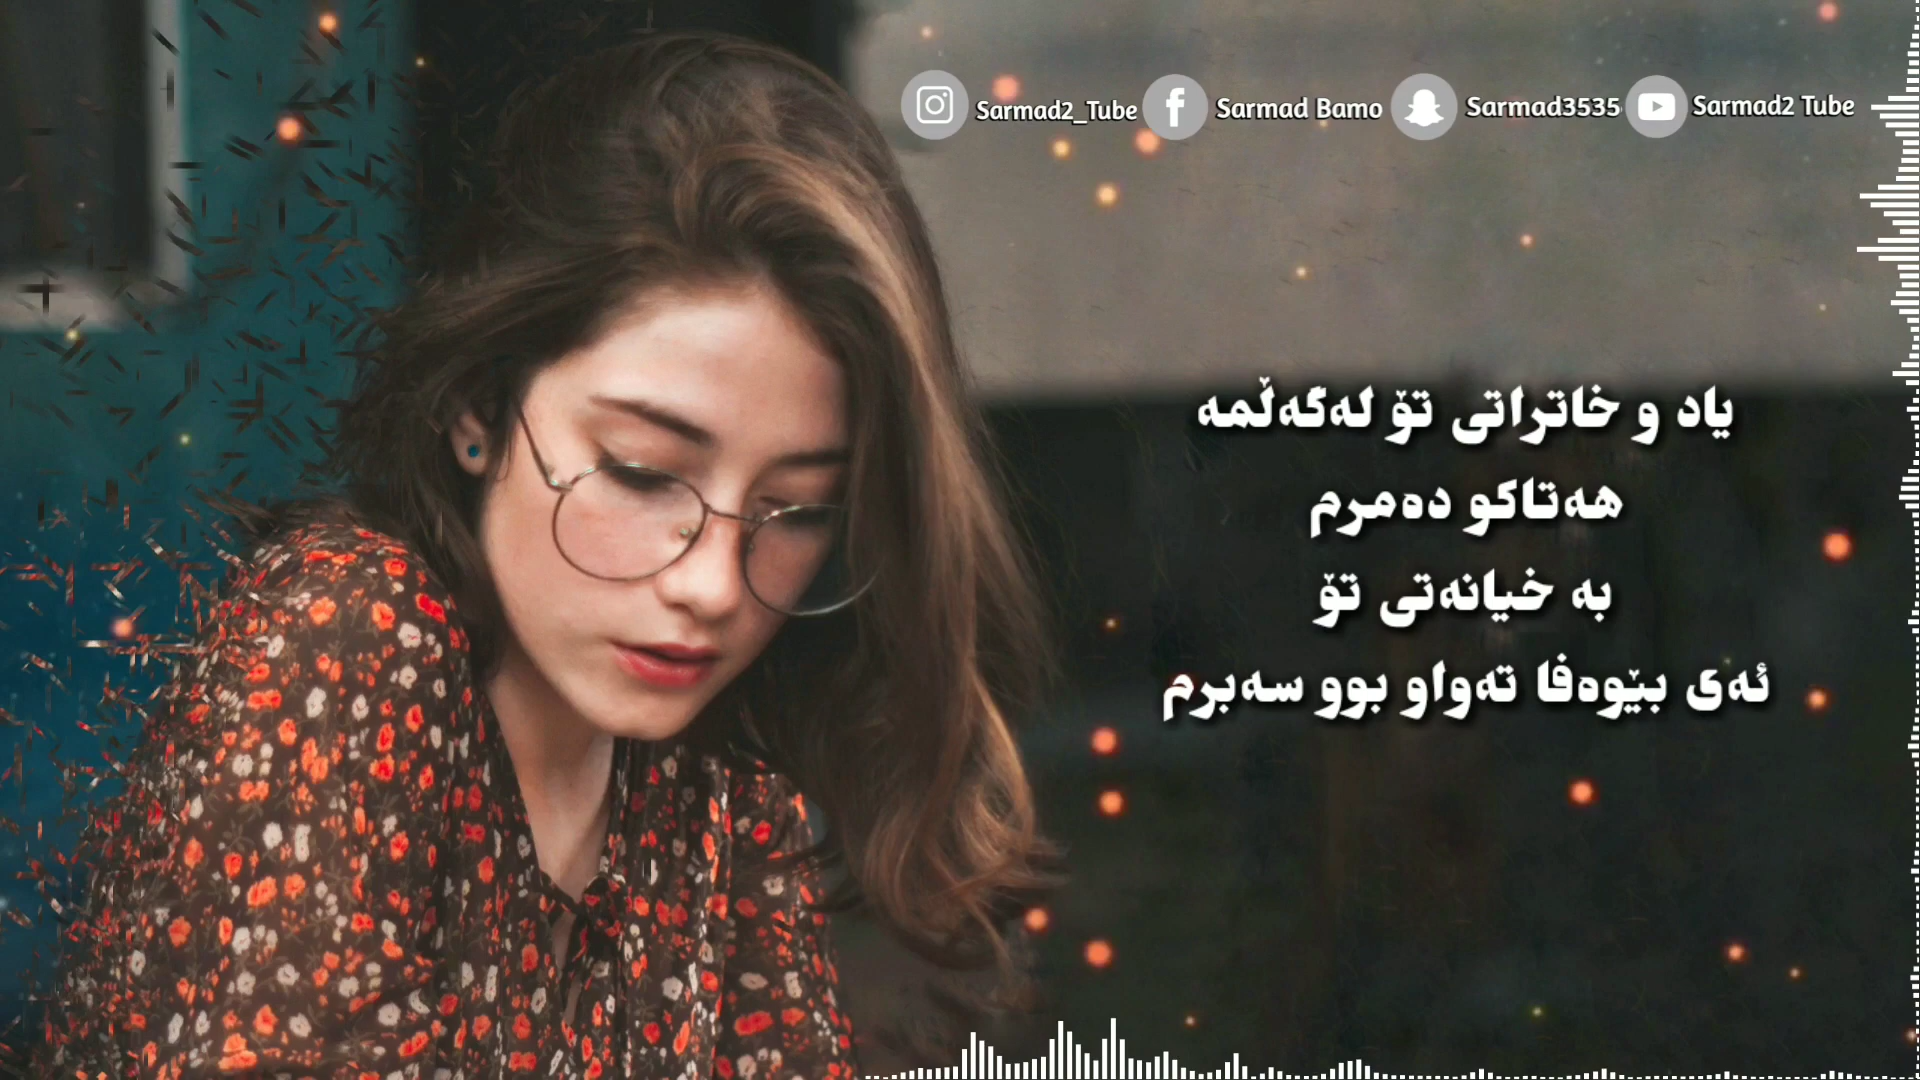 Sarmad2_Tube Sarmad Bamo Sarmad3535 Sarmad2 Tube
یاد و خاتراتی تۆ لەگەڵمە
هەتاکو دەمرم
بە خیانەتی تۆ
ئەی بێوەفا تەواو بوو سەبرم